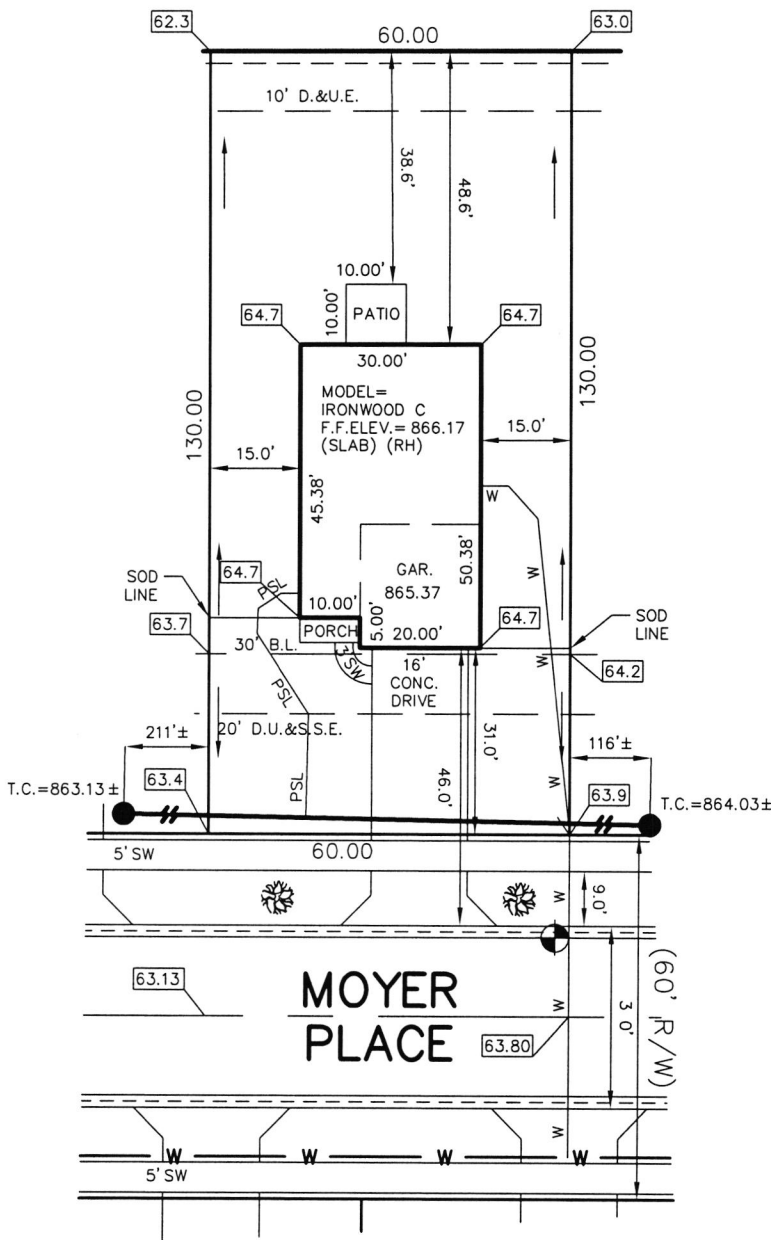 62.3
60.00
63.0
10' D.&U.E.
38.6'
48.6'
10.00'
10.00'
PATIO
64.7
64.7
30.00'
MODEL=
IRONWOOD C
F.F.ELEV.= 866.17
(SLAB) (RH)
130.00
130.00
15.0'
15.0'
45.38'
W
50.38'
GAR.
865.37
W
SOD
LINE
64.7
PSL
10.00'
PORCH
5.00'
20.00'
64.7
SOD
LINE
63.7
30' B.L.
3' SW
16'
CONC.
DRIVE
W
64.2
PSL
20' D.U.&S.S.E.
31.0'
46.0'
211'±
116'±
T.C.=863.13±
63.4
PSL
W
63.9
T.C.=864.03±
5' SW
60.00
W
9.0'
63.13
MOYER
PLACE
W
W
63.80
3 0'
(60' R/W)
W
W
W
W
W
5' SW